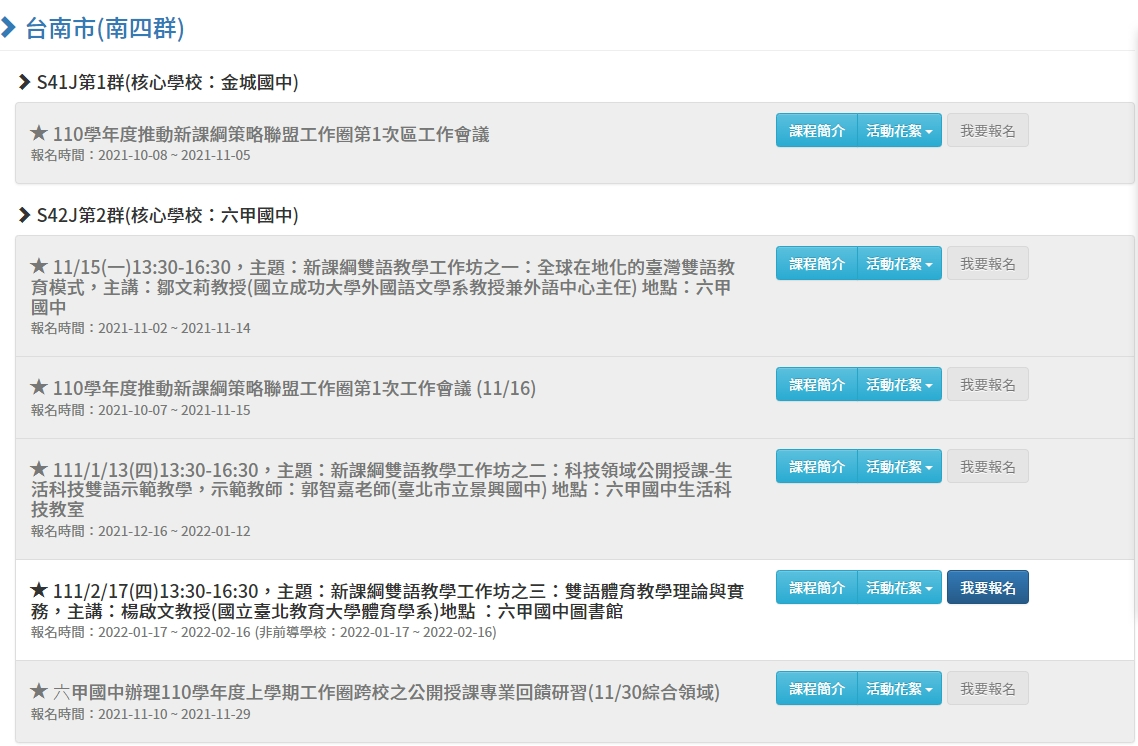 台南市(南四群)
S41J第1群(核心學校：金城國中)
★ 110學年度推動新課綱策略聯盟工作圈第1次區工作會議
課程簡介 活動花絮 我要報名
報名時間：2021-10-08 ~ 2021-11-05
S42J第2群(核心學校：六甲國中)
★ 11/15(一)13:30-16:30，主題：新課綱雙語教學工作坊之一：全球在地化的臺灣雙語教
課程簡介 活動花絮 我要報名
育模式，主講：鄒文莉教授(國立成功大學外國語文學系教授兼外語中心主任) 地點：六甲
國中
報名時間：2021-11-02 ~ 2021-11-14
★ 110學年度推動新課綱策略聯盟工作圈第1次工作會議 (11/16)
課程簡介 活動花絮 我要報名
報名時間：2021-10-07 ~ 2021-11-15
★ 111/1/13(四)13:30-16:30，主題：新課綱雙語教學工作坊之二：科技領域公開授課-生
課程簡介 活動花絮 我要報名
活科技雙語示範教學，示範教師：郭智嘉老師(臺北市立景興國中) 地點：六甲國中生活科
技教室
報名時間：2021-12-16 ~ 2022-01-12
★ 111/2/17(四)13:30-16:30，主題：新課綱雙語教學工作坊之三：雙語體育教學理論與實
課程簡介 活動花絮 我要報名
務，主講：楊啟文教授(國立臺北教育大學體育學系)地點 ：六甲國中圖書館
報名時間：2022-01-17 ~ 2022-02-16 (非前導學校：2022-01-17 ~ 2022-02-16)
★ 六甲國中辦理110學年度上學期工作圈跨校之公開授課專業回饋研習(11/30綜合領域)
課程簡介 活動花絮 我要報名
報名時間：2021-11-10 ~ 2021-11-29